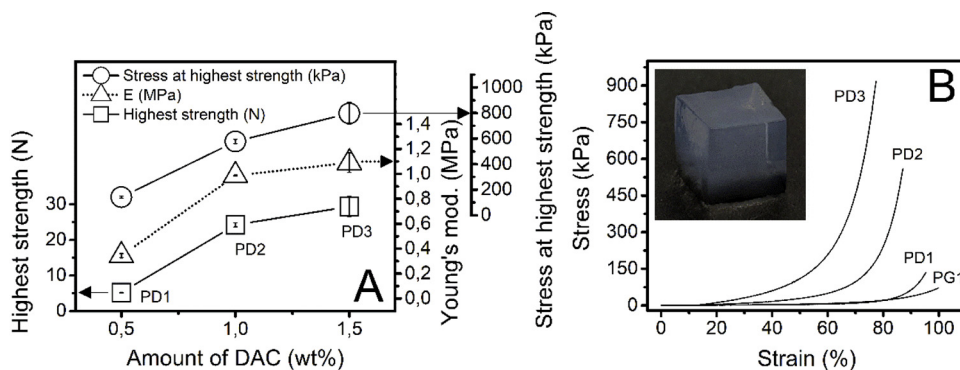 Highest strength (N)
30
25
20
15
10
5
0
Stress at highest strength (kPa)
E (MPa)
Highest strength (N)
PD1
PD2
PD3
A
0,5
1,0
1,5
Amount of DAC (wt%)
1,4
1,2
1,0
0,8
0,6
0,4
0,2
0,0
Young's mod. (MPa)
1000
800
600
400
200
0
Stress at highest strength (kPa)
Stress (kPa)
900
750
600
450
300
150
0
B
PD3
PD2
PD1
PG1
0
20
40
60
80
100
Strain (%)